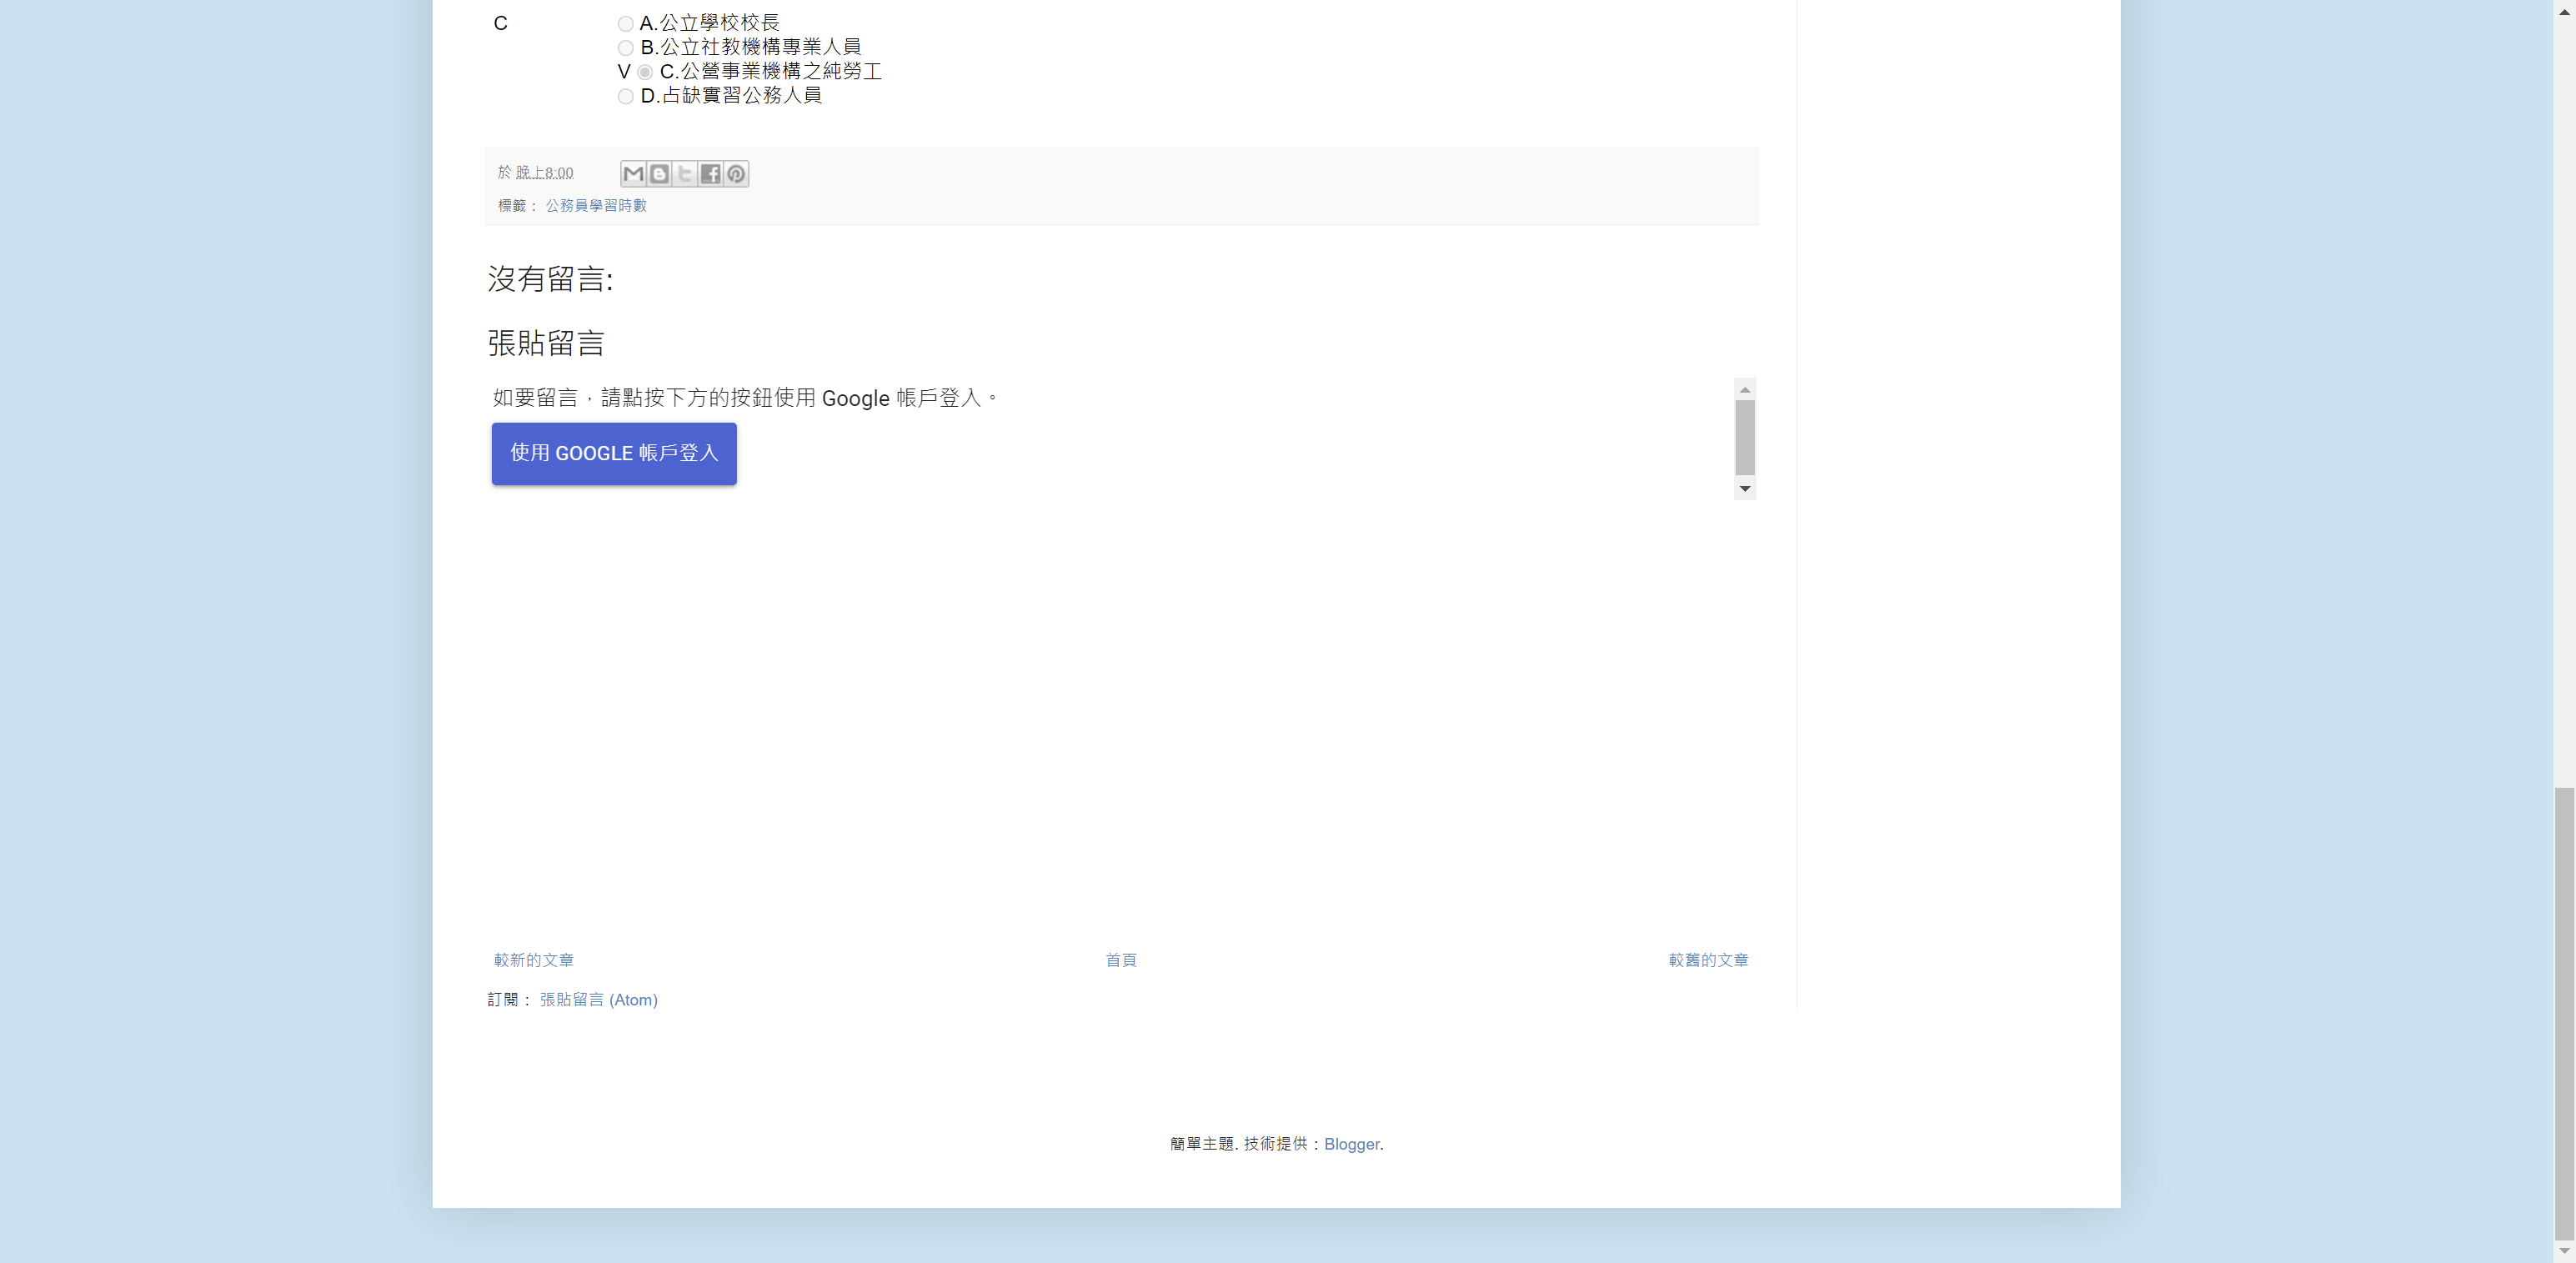 C
A.公立學校校長
B.公立社教機構專業人員
V C.公營事業機構之純勞工
D.占缺實習公務人員
於 晚上8:00
標籤： 公務員學習時數
沒有留言:
張貼留言
如要留言，請點按下方的按鈕使用 Google 帳戶登入。
使用 GOOGLE 帳戶登入
較新的文章 首頁 較舊的文章
訂閱： 張貼留言 (Atom)
簡單主題. 技術提供：Blogger.